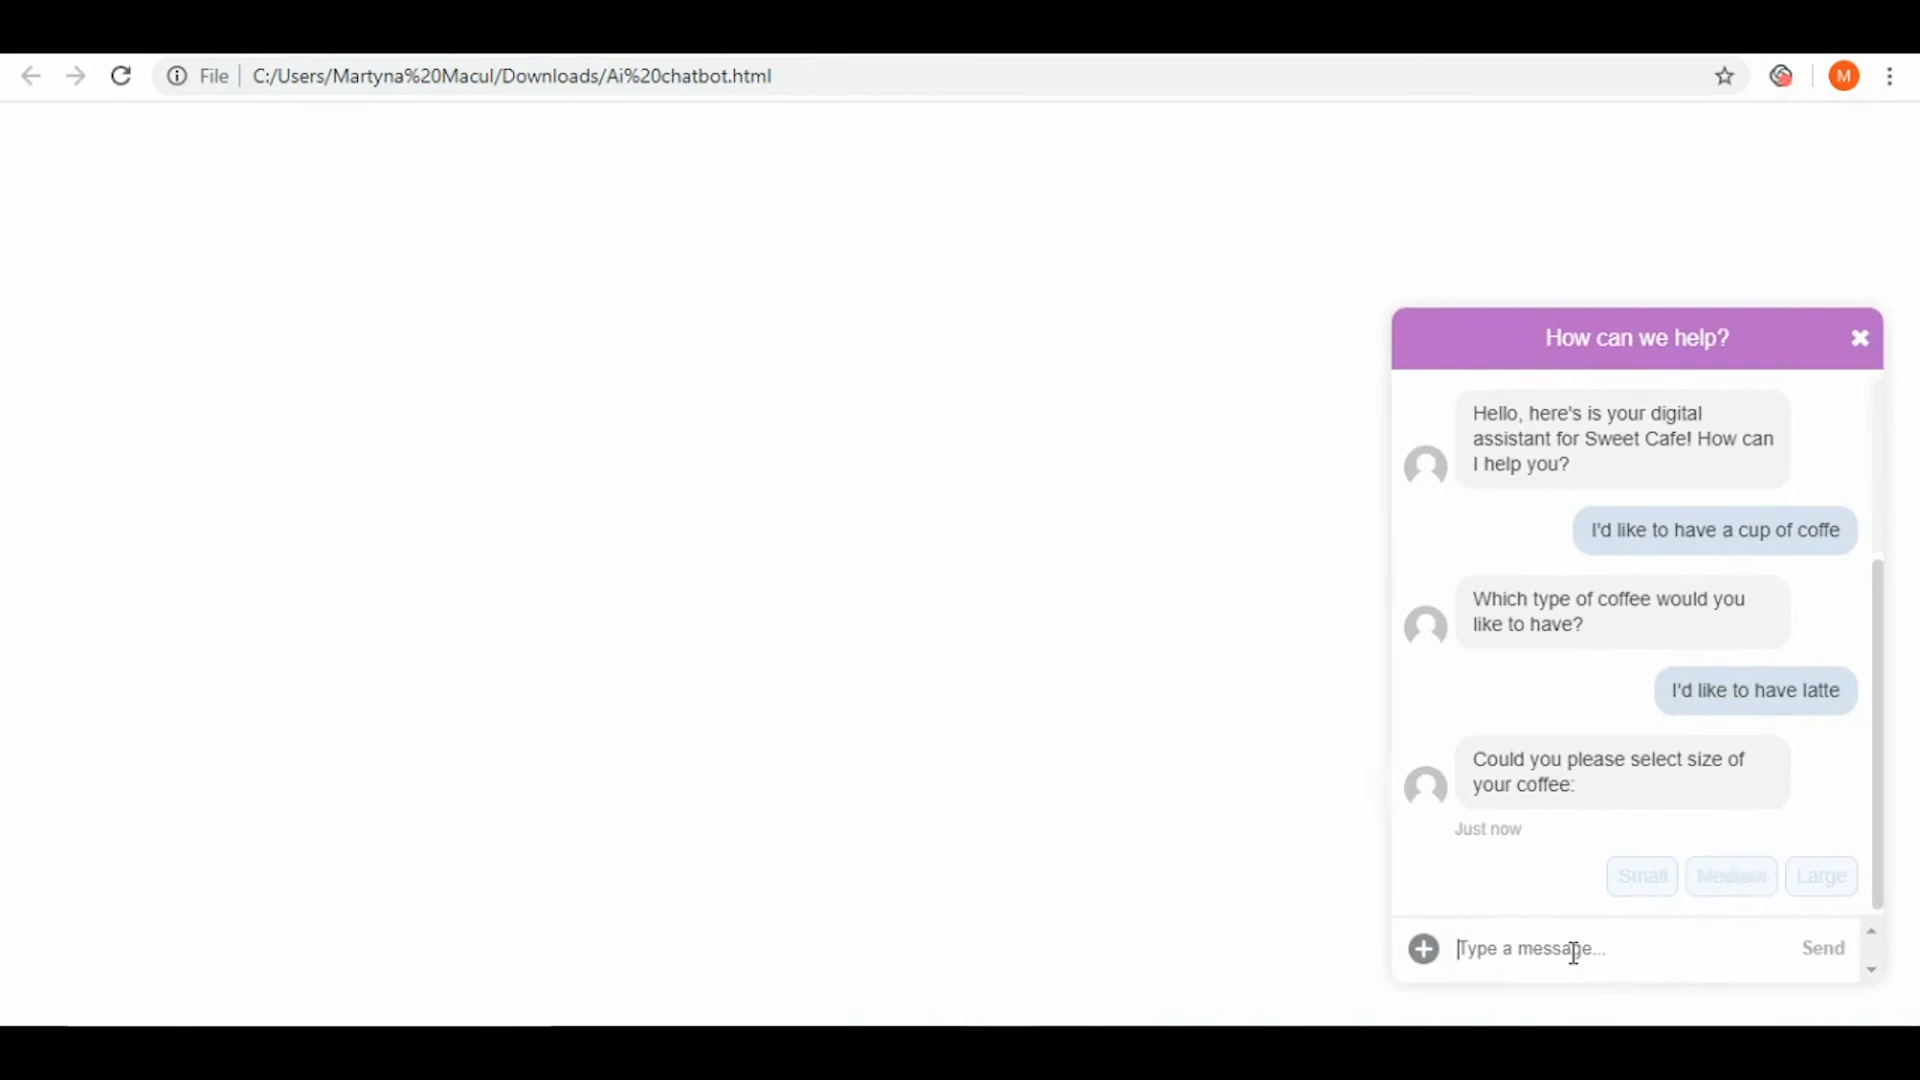 File
C:/Users/Martyna%20Macul/Downloads/Ai%20chatbot.html
M
How can we help?
Hello, here's is your digital
assistant for Sweet Cafe! How can
I help you?
I'd like to have a cup of coffe
Which type of coffee would you
like to have?
I'd like to have latte
Could you please select size of
your coffee:
Just now
Small Medium Large
Type a message...
Send